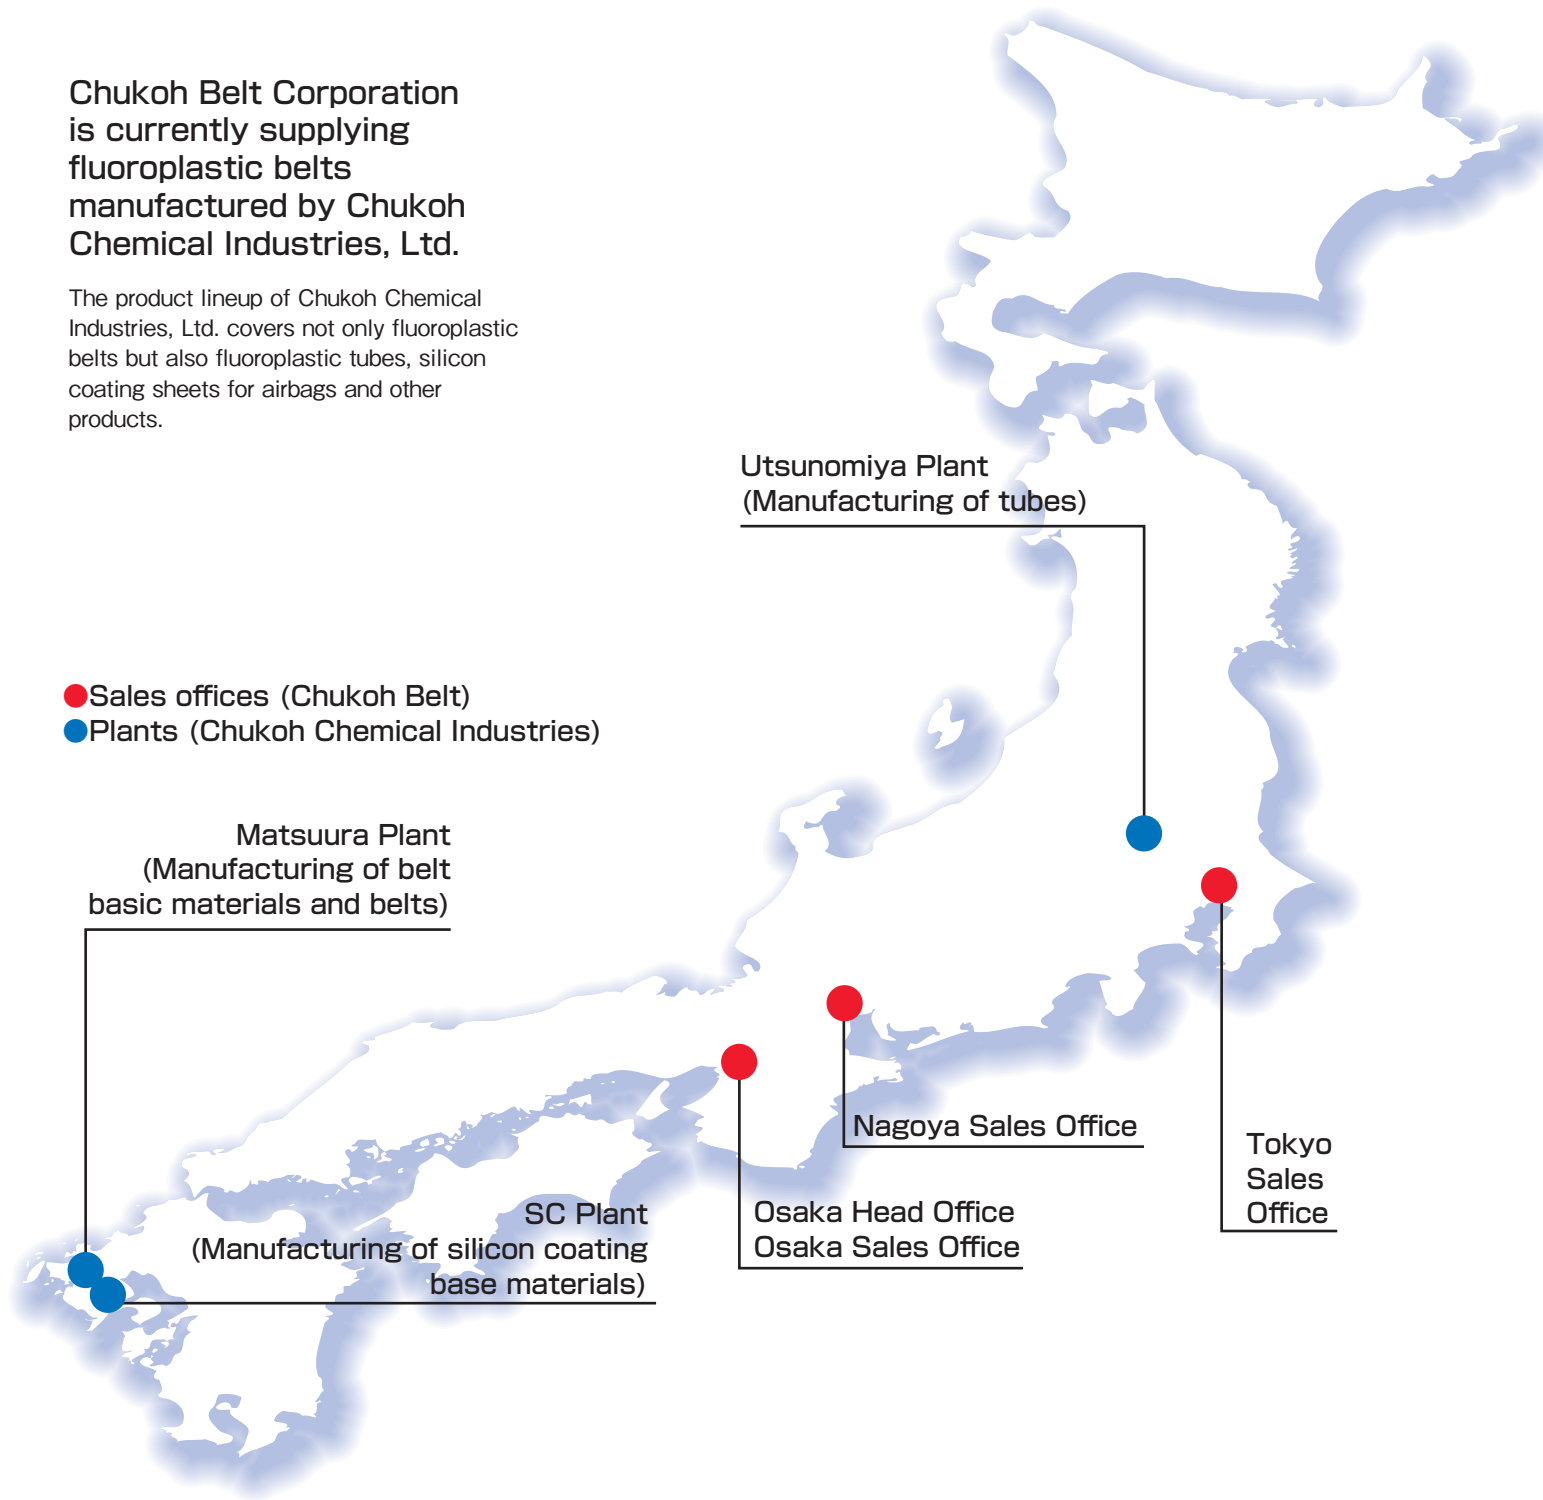 Chukoh Belt Corporation
is currently supplying
fluoroplastic belts
manufactured by Chukoh
Chemical Industries, Ltd.
The product lineup of Chukoh Chemical
Industries, Ltd. covers not only fluoroplastic
belts but also fluoroplastic tubes, silicon
coating sheets for airbags and other
products.
Utsunomiya Plant
(Manufacturing of tubes)
Sales offices (Chukoh Belt)
Plants (Chukoh Chemical Industries)
Matsuura Plant
(Manufacturing of belt
basic materials and belts)
Nagoya Sales Office
Tokyo
Sales
Office
SC Plant
(Manufacturing of silicon coating
base materials)
Osaka Head Office
Osaka Sales Office